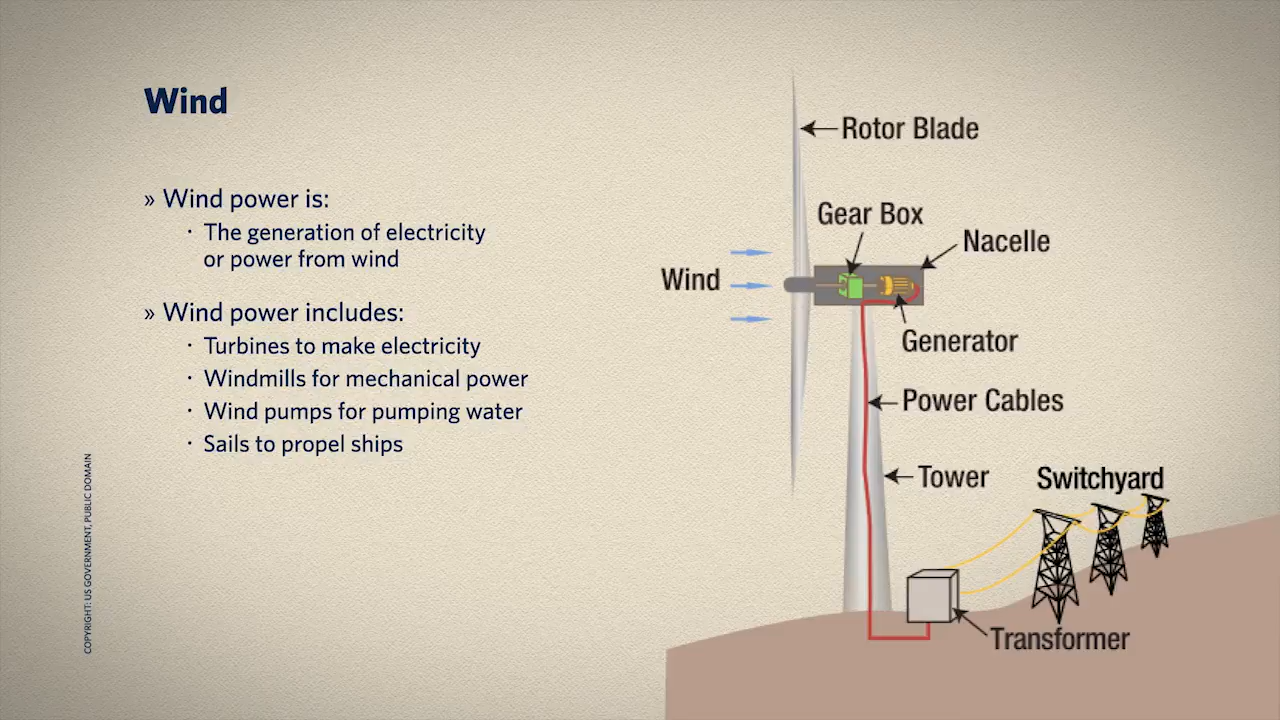 Wind
» Wind power is:
· The generation of electricity
or power from wind
» Wind power includes:
· Turbines to make electricity
· Windmills for mechanical power
· Wind pumps for pumping water
· Sails to propel ships
COPYRIGHT: US GOVERNMENT, PUBLIC DOMAIN
Rotor Blade
Gear Box
Nacelle
Wind
Generator
Power Cables
Tower
Switchyard
Transformer